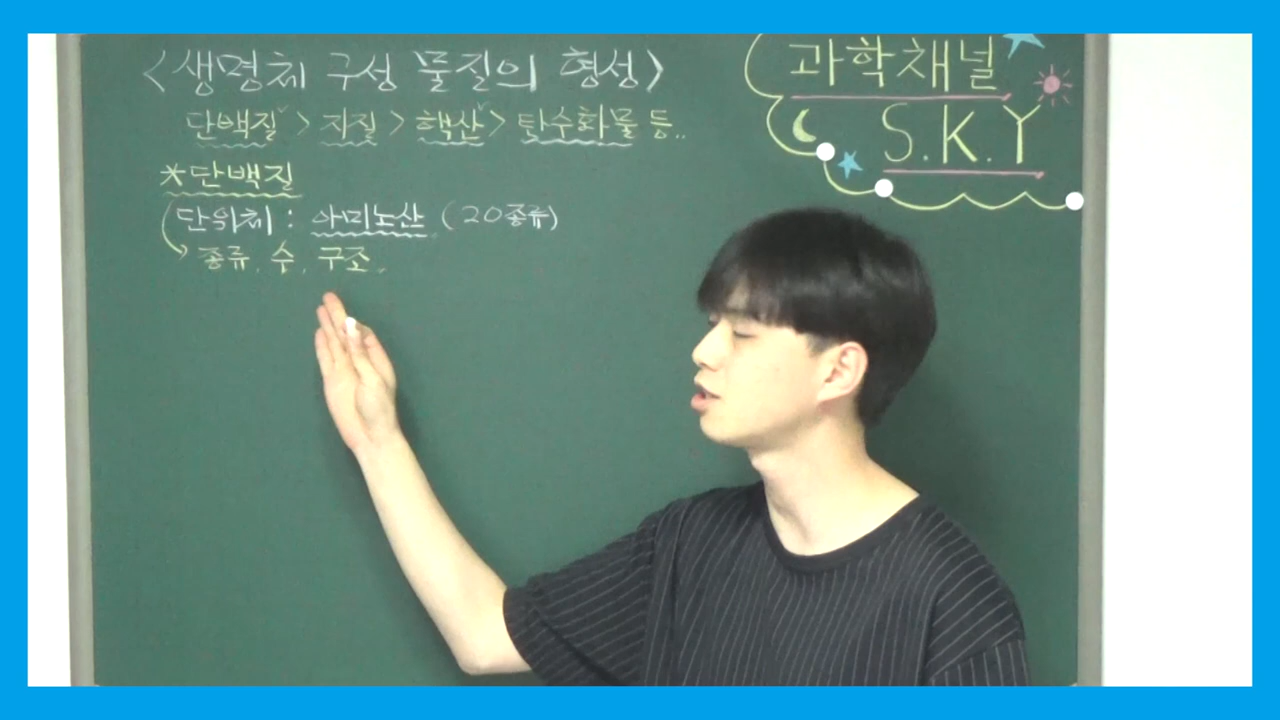 <생명체 구성 물질의 형성>
단백질 > 지질 > 핵산 > 탄수화물 등..
*단백질
단위체 : 아미노산 (20종류)
종류, 수, 구조,
과학채널
S.K.Y